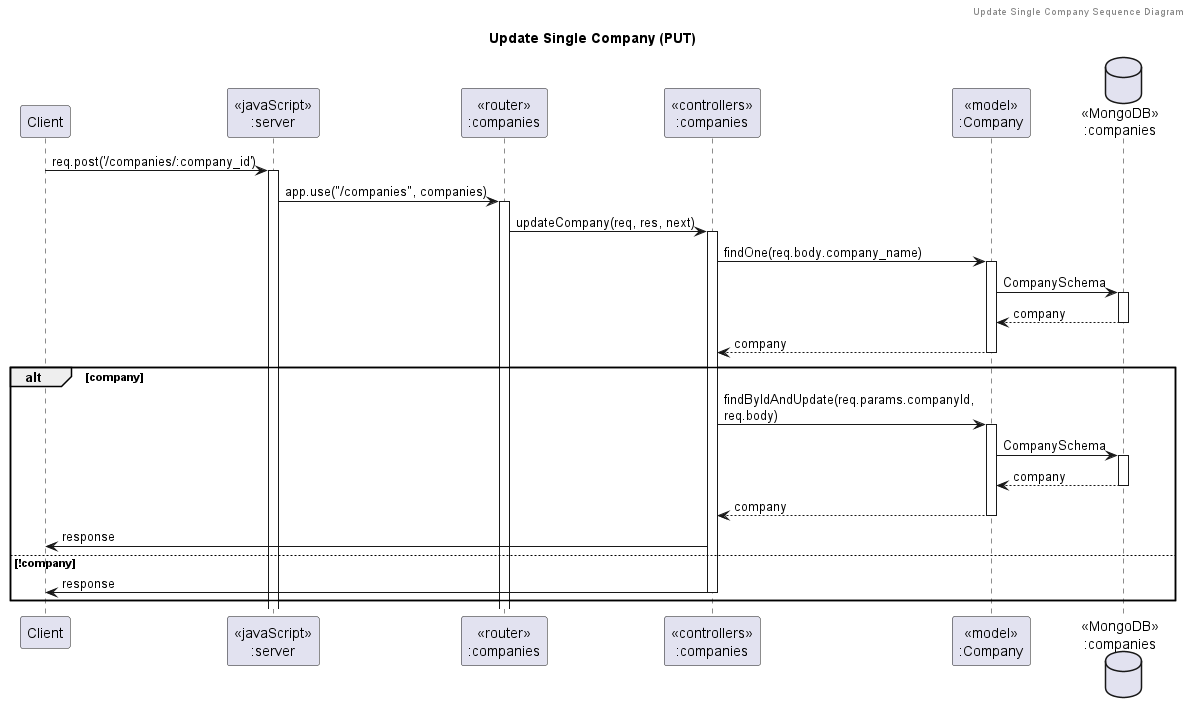 Update Single Company Sequence Diagram
Update Single Company (PUT)
Client
«javaScript»
:server
«router»
:companies
«controllers»
:companies
«model»
:Company
«MongoDB»
:companies
req.post('/companies/:company_id')
app.use("/companies", companies)
updateCompany(req, res, next)
findOne(req.body.company_name)
CompanySchema
company
company
alt
[company]
findByIdAndUpdate(req.params.companyId,
req.body)
CompanySchema
company
company
response
[!company]
response
Client
«javaScript»
:server
«router»
:companies
«controllers»
:companies
«model»
:Company
«MongoDB»
:companies